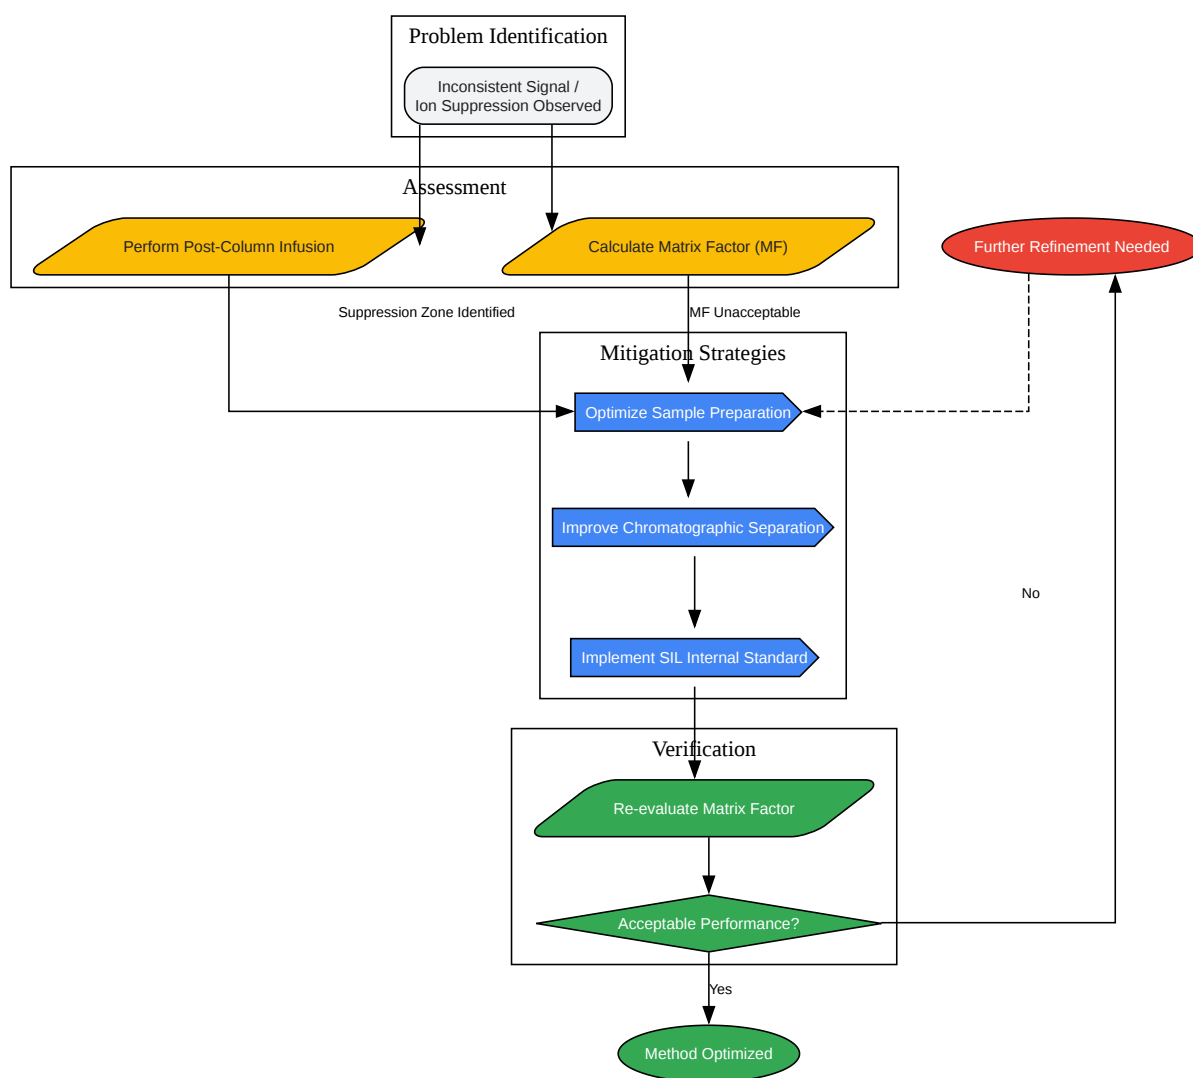 Problem Identification
Inconsistent Signal /
Ion Suppression Observed
Assessment
Perform Post-Column Infusion
Calculate Matrix Factor (MF)
Further Refinement Needed
Suppression Zone Identified
MF Unacceptable
Mitigation Strategies
Optimize Sample Preparation
Improve Chromatographic Separation
No
Implement SIL Internal Standard
Verification
Re-evaluate Matrix Factor
Acceptable Performance?
Yes
Method Optimized